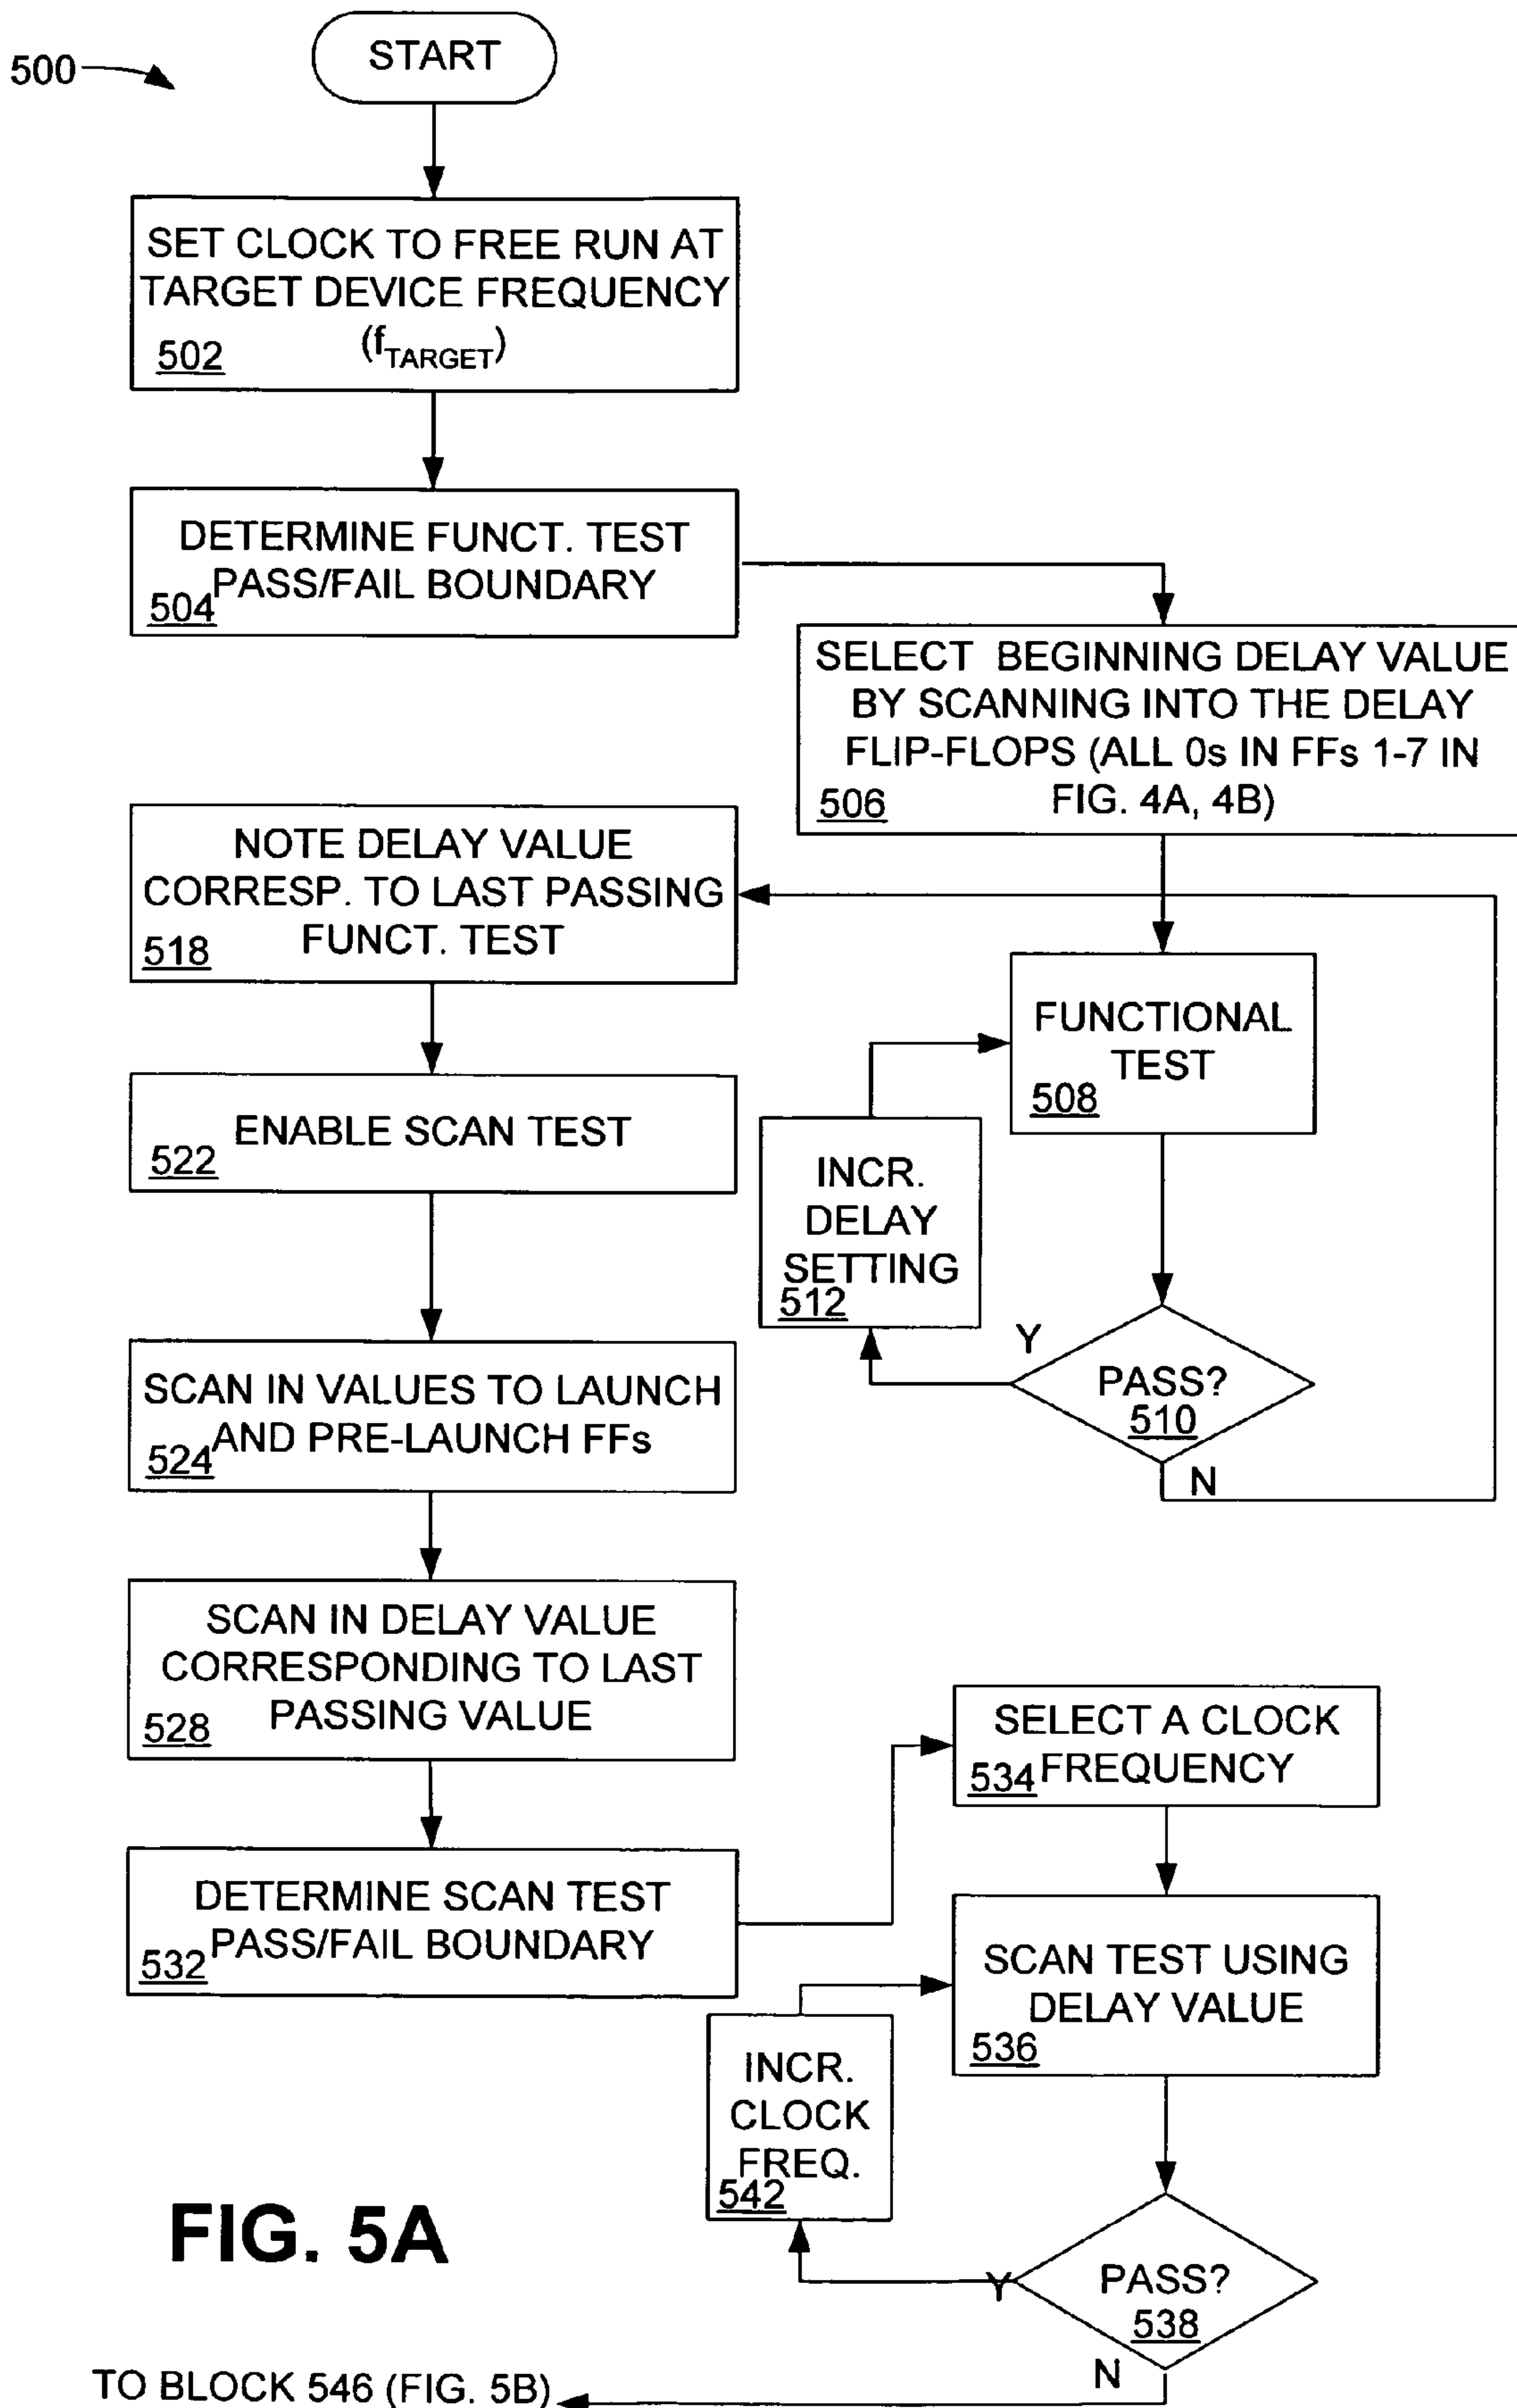 500
START
SET CLOCK TO FREE RUN AT
TARGET DEVICE FREQUENCY
(fTARGET)
502
DETERMINE FUNCT. TEST
PASS/FAIL BOUNDARY
504
SELECT BEGINNING DELAY VALUE
BY SCANNING INTO THE DELAY
FLIP-FLOPS (ALL 0s IN FFs 1-7 IN
FIG. 4A, 4B)
506
NOTE DELAY VALUE
CORRESP. TO LAST PASSING
FUNCT. TEST
518
FUNCTIONAL
TEST
508
ENABLE SCAN TEST
522
INCR.
DELAY
SETTING
512
Y
PASS?
510
N
SCAN IN VALUES TO LAUNCH
AND PRE-LAUNCH FFs
524
SCAN IN DELAY VALUE
CORRESPONDING TO LAST
PASSING VALUE
528
SELECT A CLOCK
FREQUENCY
534
DETERMINE SCAN TEST
PASS/FAIL BOUNDARY
532
SCAN TEST USING
DELAY VALUE
536
INCR.
CLOCK
FREQ.
542
Y
PASS?
538
N
FIG. 5A
TO BLOCK 546 (FIG. 5B)